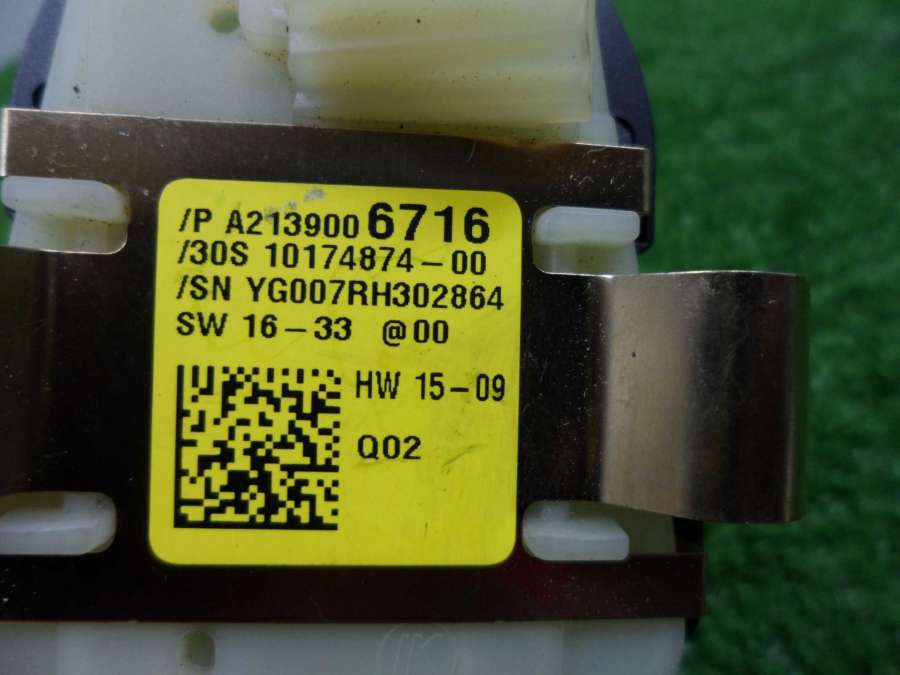 /P A213900 6716
/30S 10174874-00
/SN YG007RH302864
SW 16-33 @00
HW 15-09
Q02